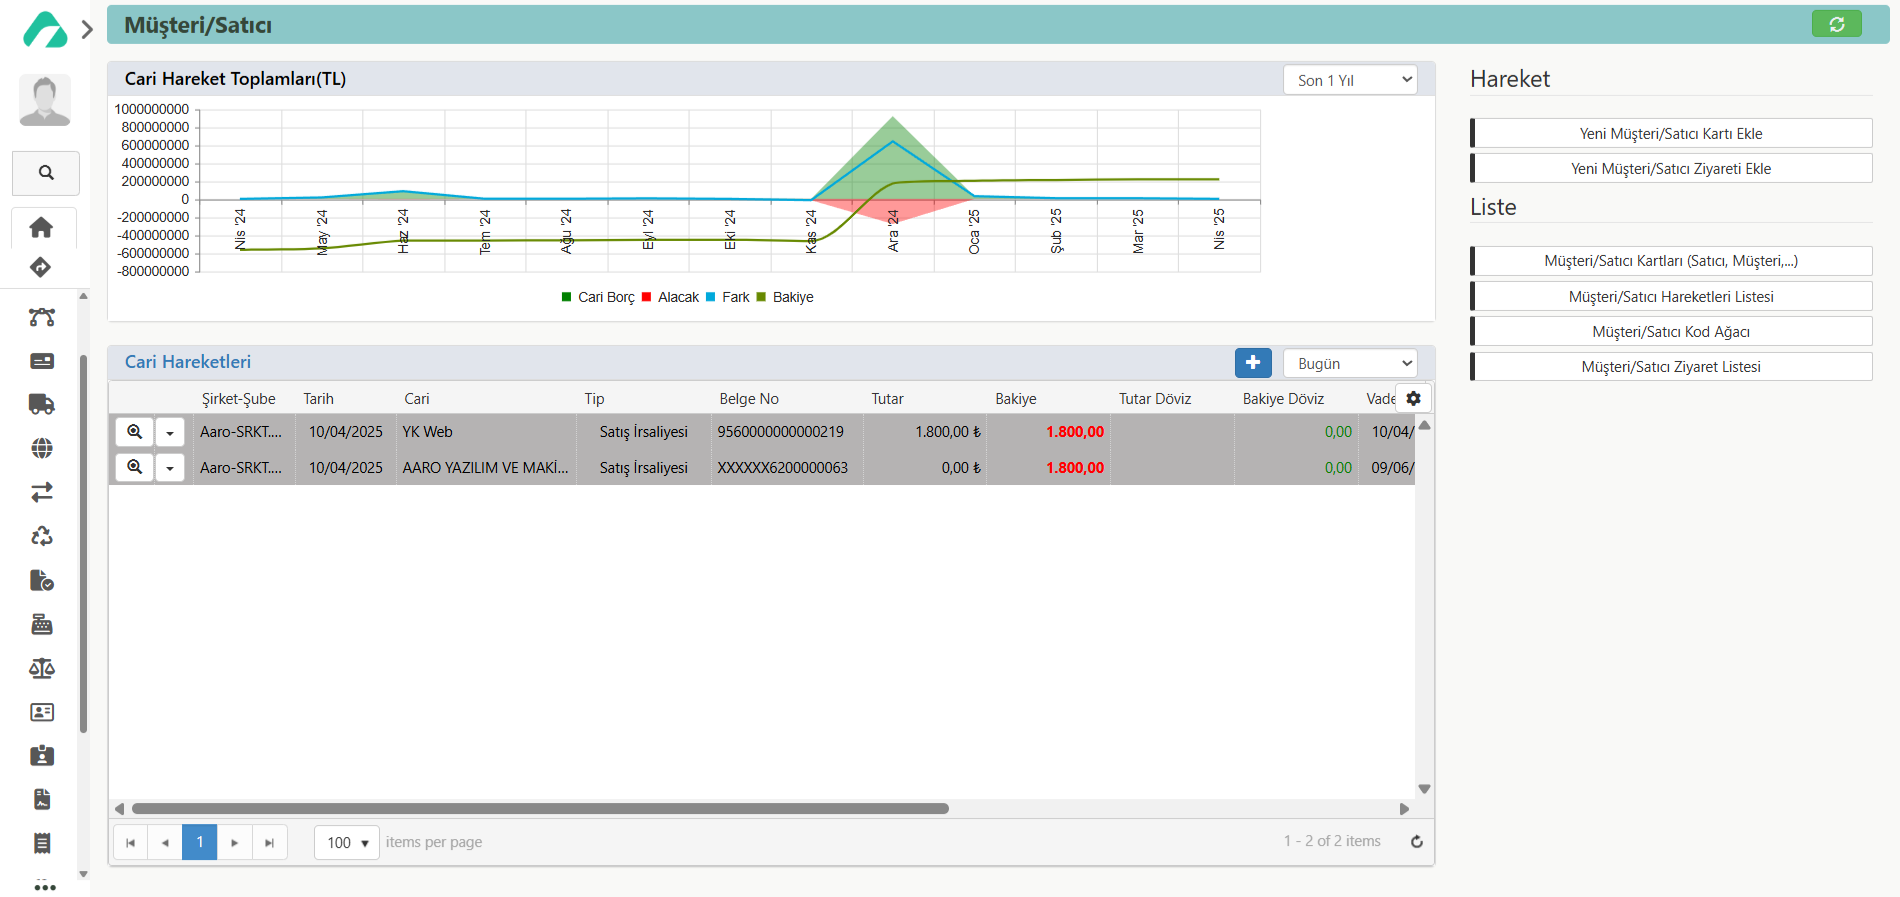 Müşteri/Satıcı
Cari Hareket Toplamları(TL)
Son 1 Yıl
1000000000
800000000
600000000
400000000
200000000
0
-200000000
-400000000
-600000000
-800000000
Nis '24
May '24
Haz '24
Tem '24
Ağu '24
Eyl '24
Eki '24
Kas '24
Ara '24
Oca '25
Şub '25
Mar '25
Nis '25
Cari Borç Alacak Fark Bakiye
Cari Hareketleri
Bugün
Şirket-Şube Tarih Cari Tip Belge No Tutar Bakiye Tutar Döviz Bakiye Döviz Vade
Aaro-SRKT.... 10/04/2025 YK Web Satış İrsaliyesi 9560000000000219 1.800,00 ₺ 1.800,00 0,00 10/04/
Aaro-SRKT.... 10/04/2025 AARO YAZILIM VE MAKİ... Satış İrsaliyesi XXXXXX6200000063 0,00 ₺ 1.800,00 0,00 09/06/
1
100 items per page
1 - 2 of 2 items
Hareket
Yeni Müşteri/Satıcı Kartı Ekle
Yeni Müşteri/Satıcı Ziyareti Ekle
Liste
Müşteri/Satıcı Kartları (Satıcı, Müşteri,...)
Müşteri/Satıcı Hareketleri Listesi
Müşteri/Satıcı Kod Ağacı
Müşteri/Satıcı Ziyaret Listesi